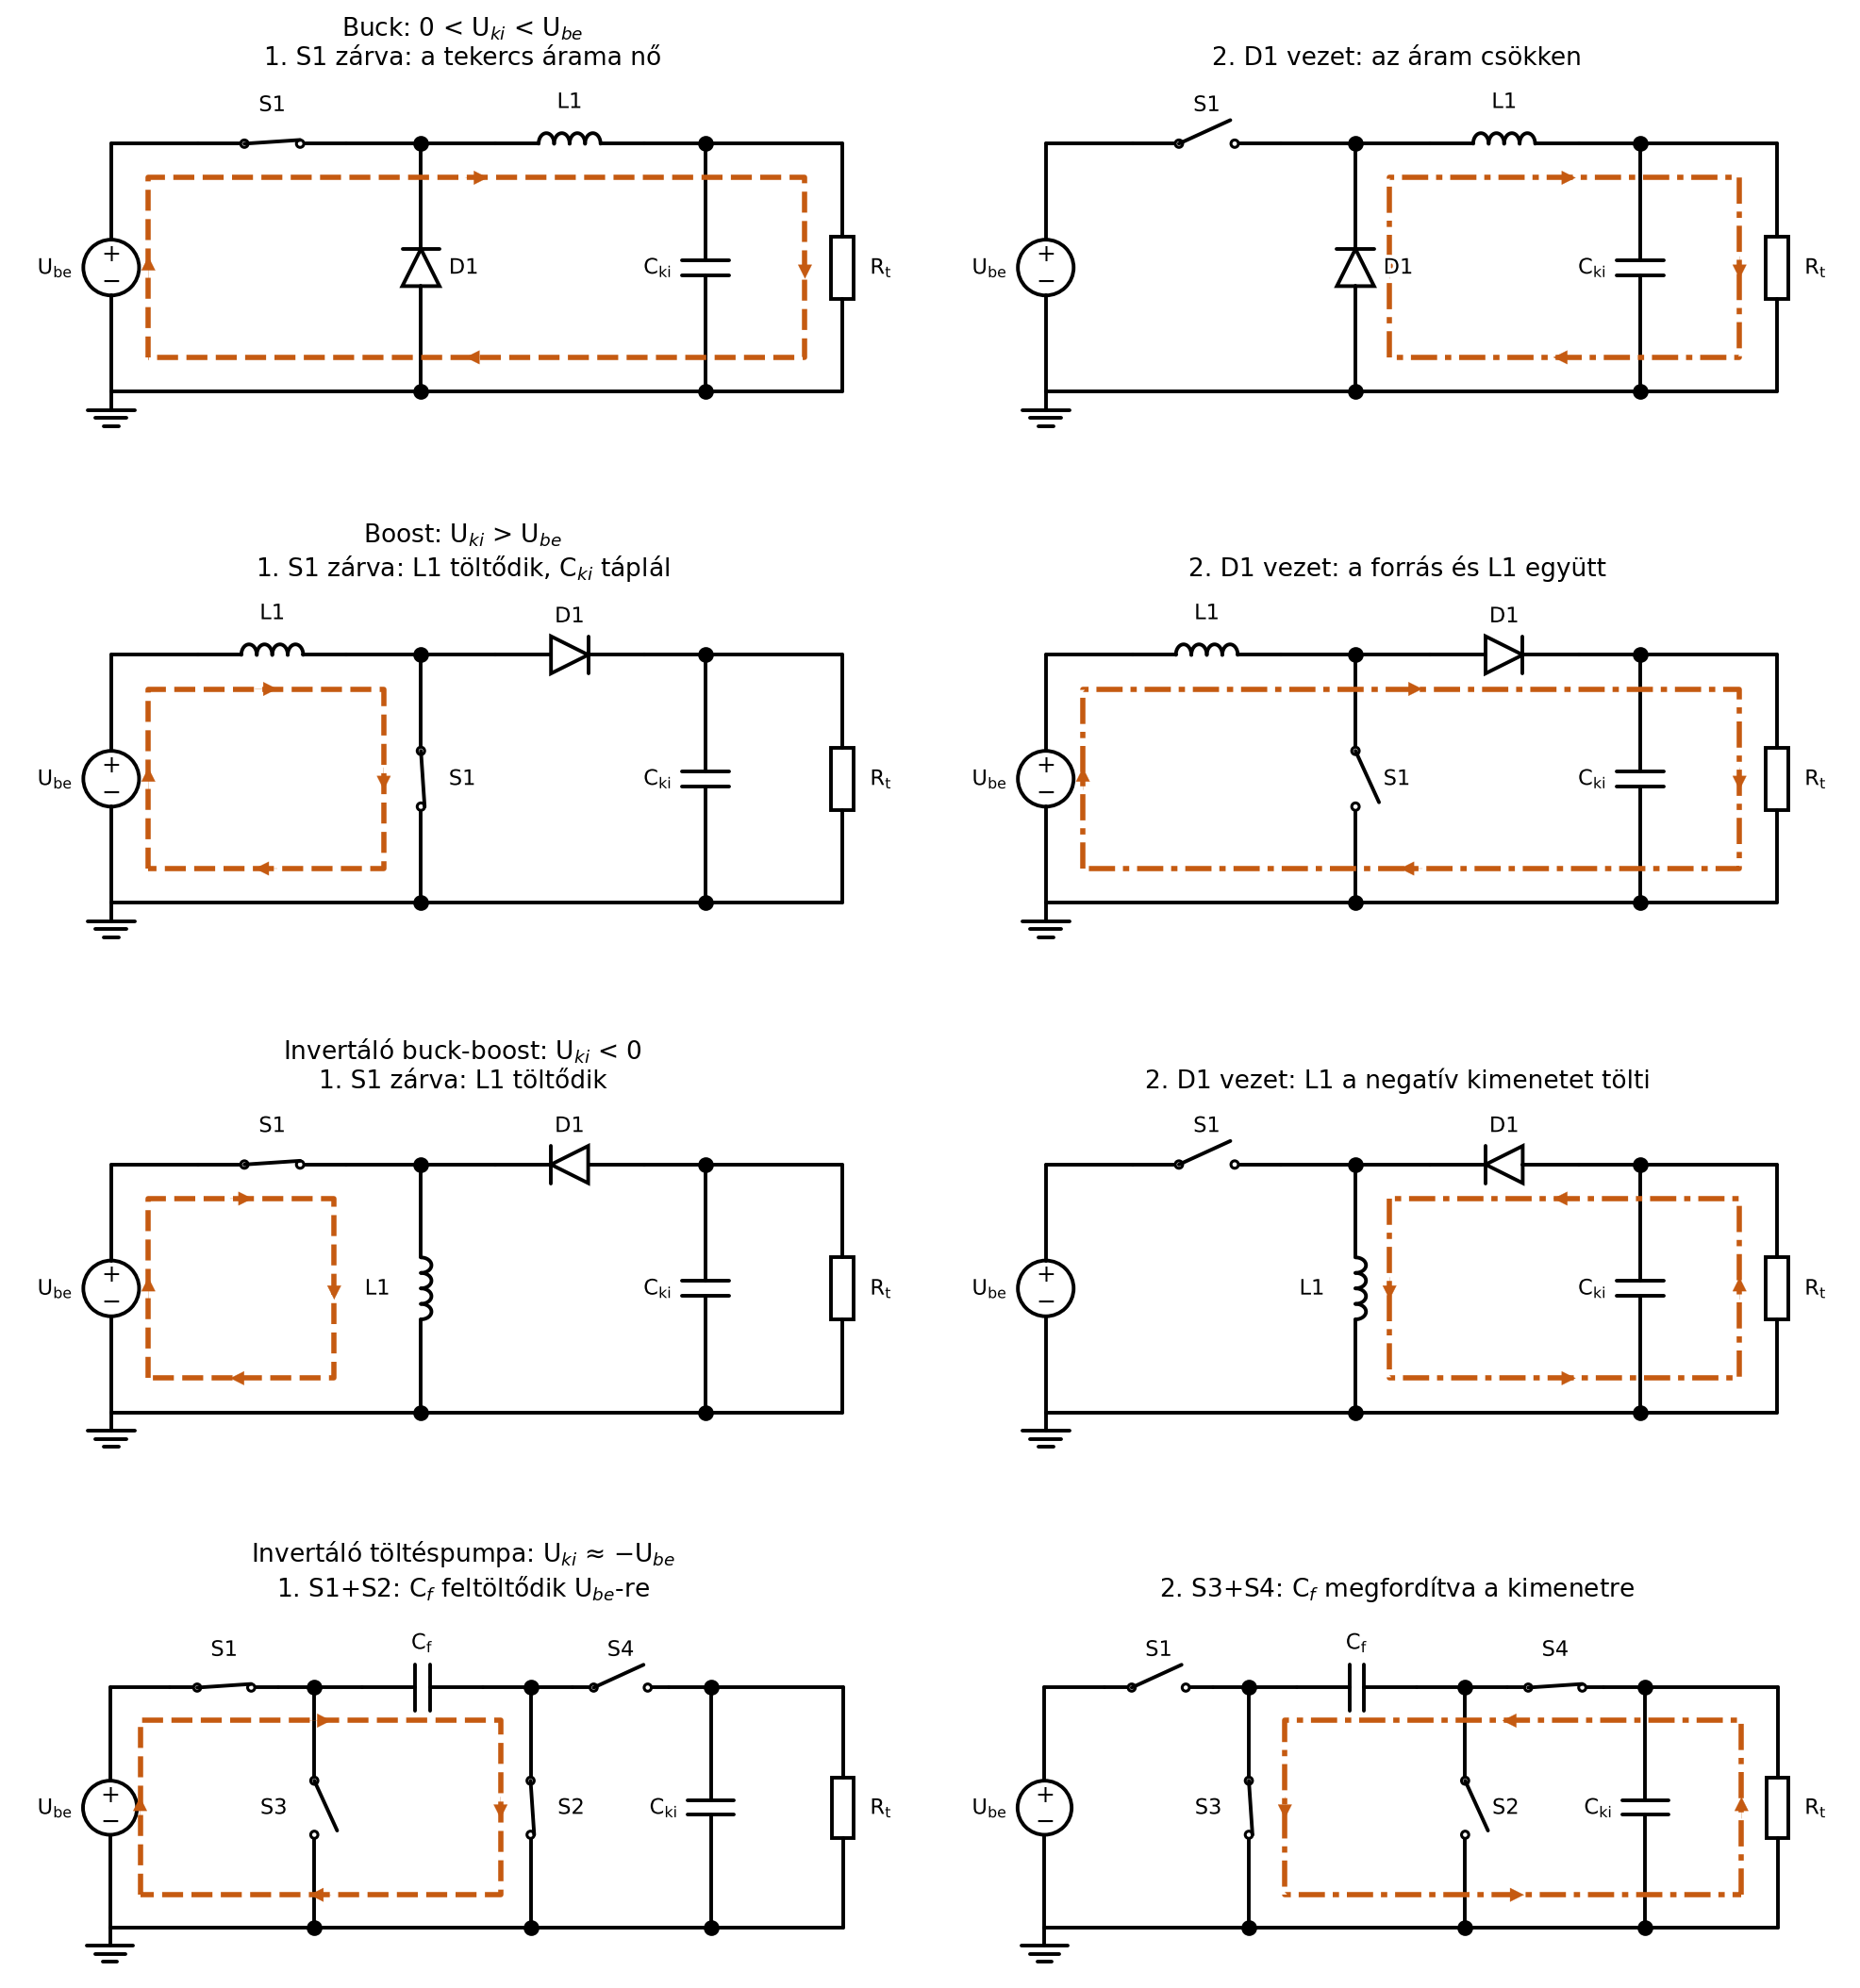 Buck: 0 < U_ki < U_be
1. S1 zárva: a tekercs árama nő
S1
L1
U_be
+
−
D1
C_ki
R_t
2. D1 vezet: az áram csökken
S1
L1
U_be
+
−
D1
C_ki
R_t
Boost: U_ki > U_be
1. S1 zárva: L1 töltődik, C_ki táplál
L1
D1
U_be
+
−
S1
C_ki
R_t
2. D1 vezet: a forrás és L1 együtt
L1
D1
U_be
+
−
S1
C_ki
R_t
Invertáló buck-boost: U_ki < 0
1. S1 zárva: L1 töltődik
S1
D1
U_be
+
−
L1
C_ki
R_t
2. D1 vezet: L1 a negatív kimenetet tölti
S1
D1
U_be
+
−
L1
C_ki
R_t
Invertáló töltéspumpa: U_ki ≈ −U_be
1. S1+S2: C_f feltöltődik U_be-re
S1
C_f
S4
U_be
+
−
S3
S2
C_ki
R_t
2. S3+S4: C_f megfordítva a kimenetre
S1
C_f
S4
U_be
+
−
S3
S2
C_ki
R_t